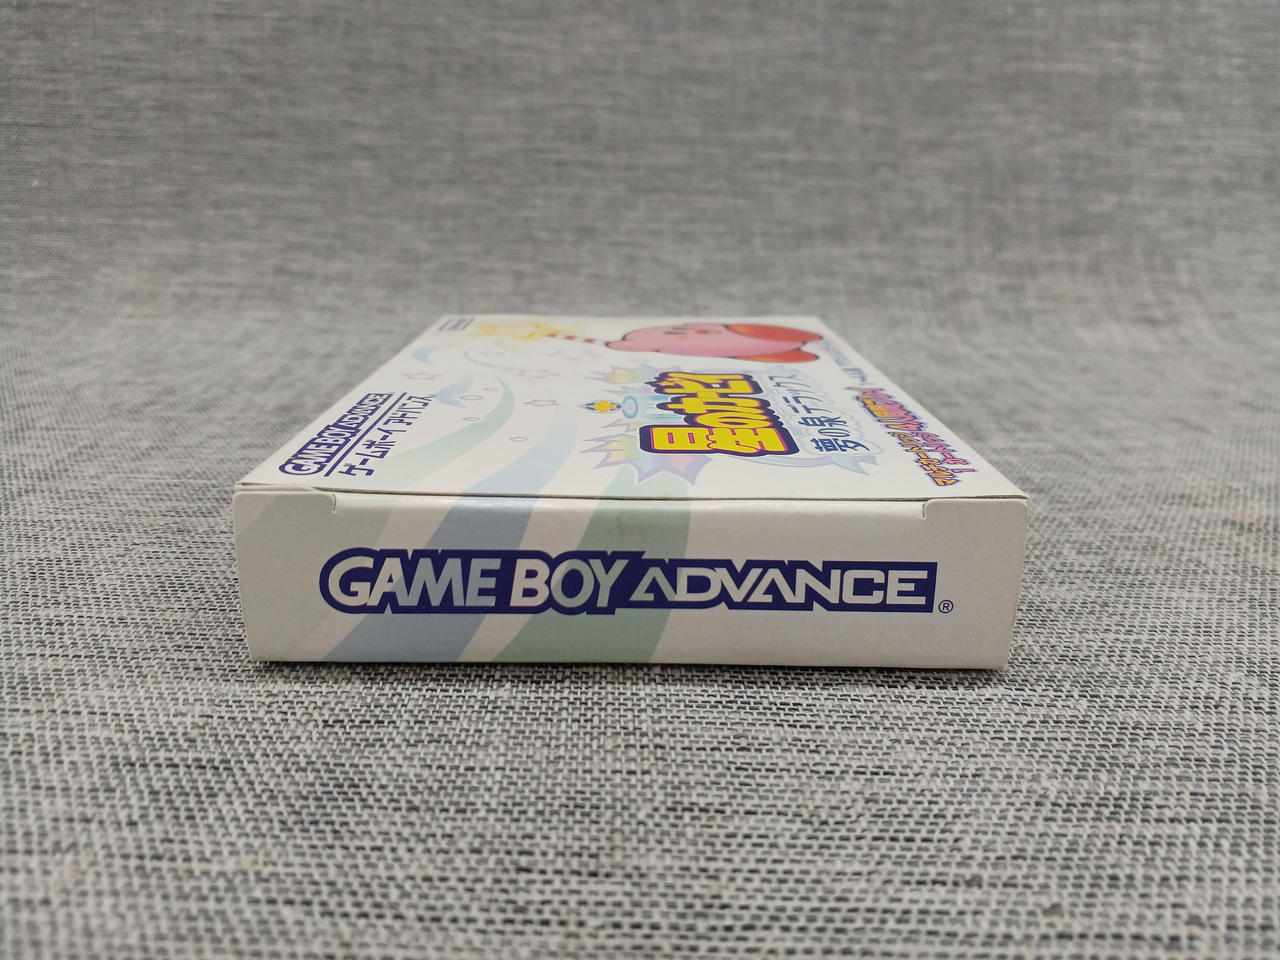 GAME BOY ADVANCE
ゲームボーイ アドバンス
星のカービィ
夢の泉デラックス
GAME BOY ADVANCE®